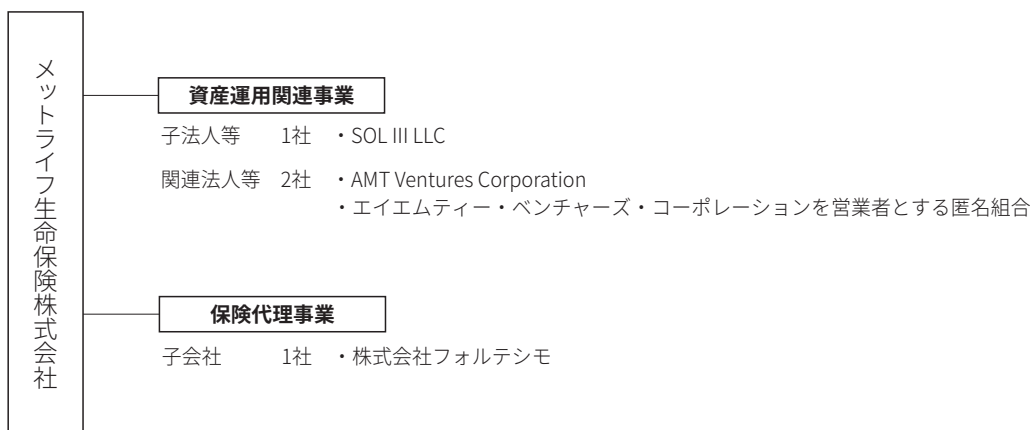 メットライフ生命保険株式会社
資産運用関連事業
子法人等 1社 ・SOL III LLC
関連法人等 2社 ・AMT Ventures Corporation
・エイエムティー・ベンチャーズ・コーポレーションを営業者とする匿名組合
保険代理事業
子会社 1社 ・株式会社フォルテシモ